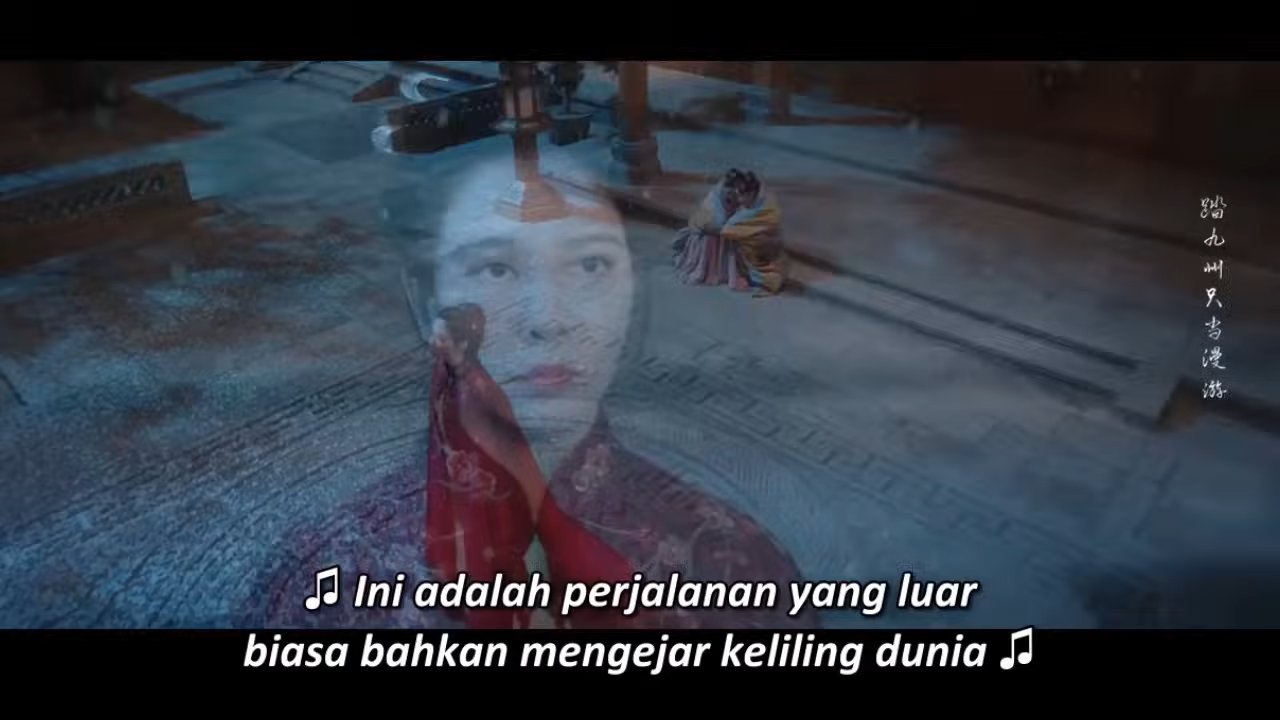 踏九州只当漫游
♫ Ini adalah perjalanan yang luar
biasa bahkan mengejar keliling dunia ♫